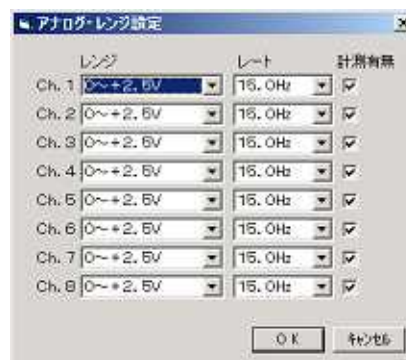 アナログ・レンジ設定
レンジ レート 計測有無
Ch. 1 0～+2.5V 15.0Hz
Ch. 2 0～+2.5V 15.0Hz
Ch. 3 0～+2.5V 15.0Hz
Ch. 4 0～+2.5V 15.0Hz
Ch. 5 0～+2.5V 15.0Hz
Ch. 6 0～+2.5V 15.0Hz
Ch. 7 0～+2.5V 15.0Hz
Ch. 8 0～+2.5V 15.0Hz
OK キャンセル